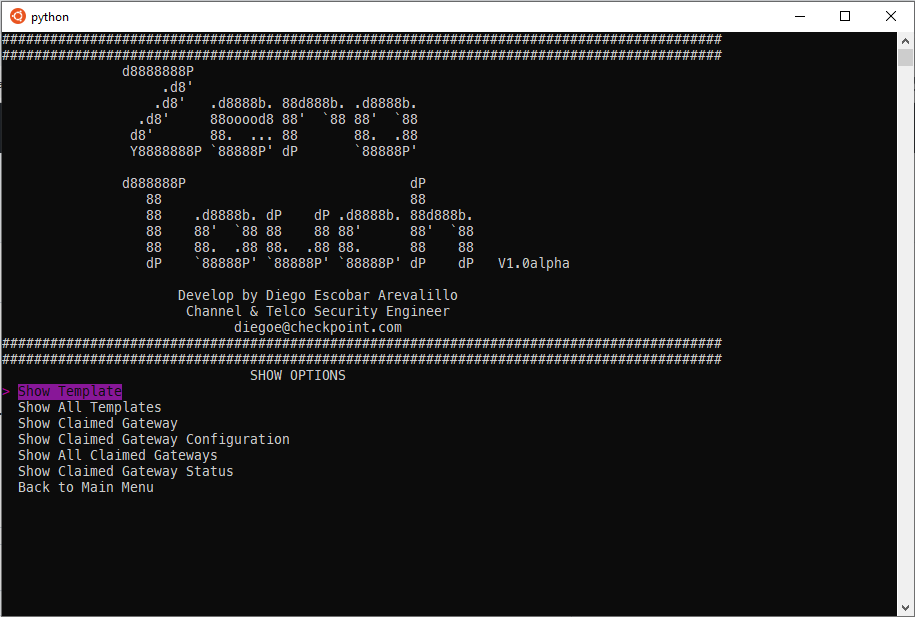 python
##########################################################################################
##########################################################################################
               d8888888P
                    .d8'
                   .d8'   .d8888b. 88d888b. .d8888b.
                 .d8'     88ooood8 88'  `88 88'  `88
                d8'       88.  ... 88       88.  .88
                Y8888888P `88888P' dP       `88888P'
               d888888P                            dP
                  88                               88
                  88    .d8888b. dP    dP .d8888b. 88d888b.
                  88    88'  `88 88    88 88'      88'  `88
                  88    88.  .88 88.  .88 88.      88    88
                  dP    `88888P' `88888P' `88888P' dP    dP   V1.0alpha
                      Develop by Diego Escobar Arevalillo
                       Channel & Telco Security Engineer
                             diegoe@checkpoint.com
##########################################################################################
##########################################################################################
                               SHOW OPTIONS
> Show Template
  Show All Templates
  Show Claimed Gateway
  Show Claimed Gateway Configuration
  Show All Claimed Gateways
  Show Claimed Gateway Status
  Back to Main Menu